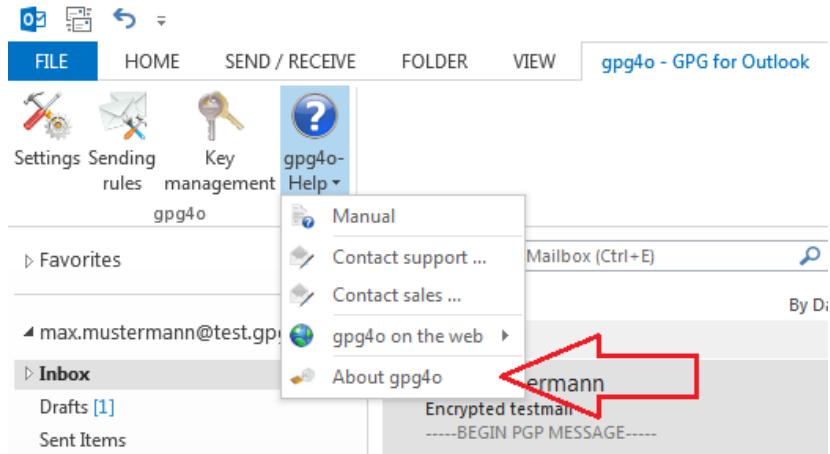 FILE HOME SEND / RECEIVE FOLDER VIEW gpg4o - GPG for Outlook
Settings Sending rules Key management gpg4o-Help
gpg4o
Manual
Contact support ...
Contact sales ...
gpg4o on the web
About gpg4o
Favorites
Mailbox (Ctrl+E)
By
max.mustermann@test.gp
Inbox
Drafts [1]
Sent Items
ermann
Encrypted testmail
-----BEGIN PGP MESSAGE-----